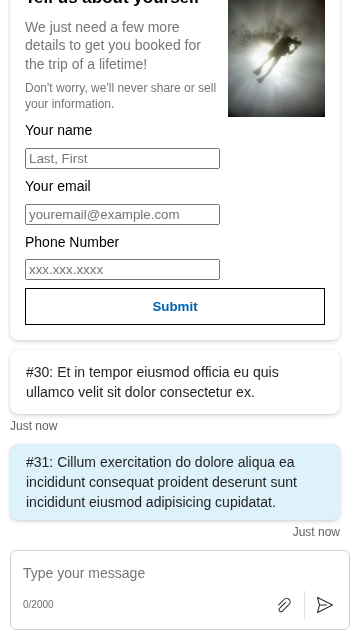 Tell us about yourself
We just need a few more
details to get you booked for
the trip of a lifetime!
Don't worry, we'll never share or sell
your information.
Your name
Last, First
Your email
youremail@example.com
Phone Number
xxx.xxx.xxxx
Submit
#30: Et in tempor eiusmod officia eu quis
ullamco velit sit dolor consectetur ex.
Just now
#31: Cillum exercitation do dolore aliqua ea
incididunt consequat proident deserunt sunt
incididunt eiusmod adipisicing cupidatat.
Just now
Type your message
0/2000